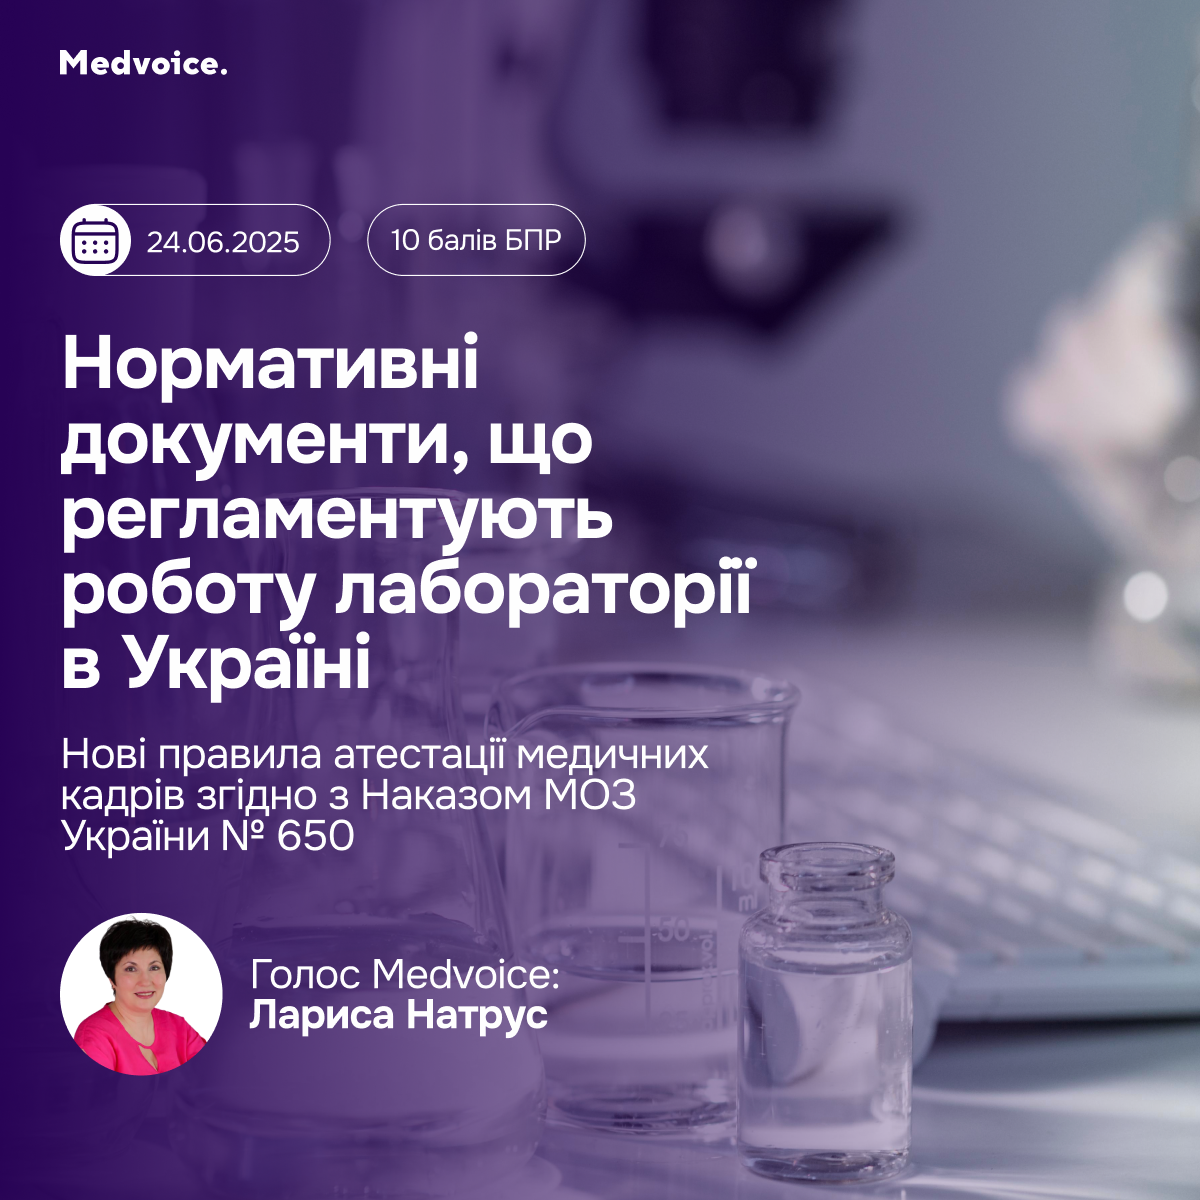 Medvoice.
24.06.2025
10 балів БПР
Нормативні
документи, що
регламентують
роботу лабораторії
в Україні
Нові правила атестації медичних
кадрів згідно з Наказом МОЗ
України № 650
Голос Medvoice:
Лариса Натрус
50